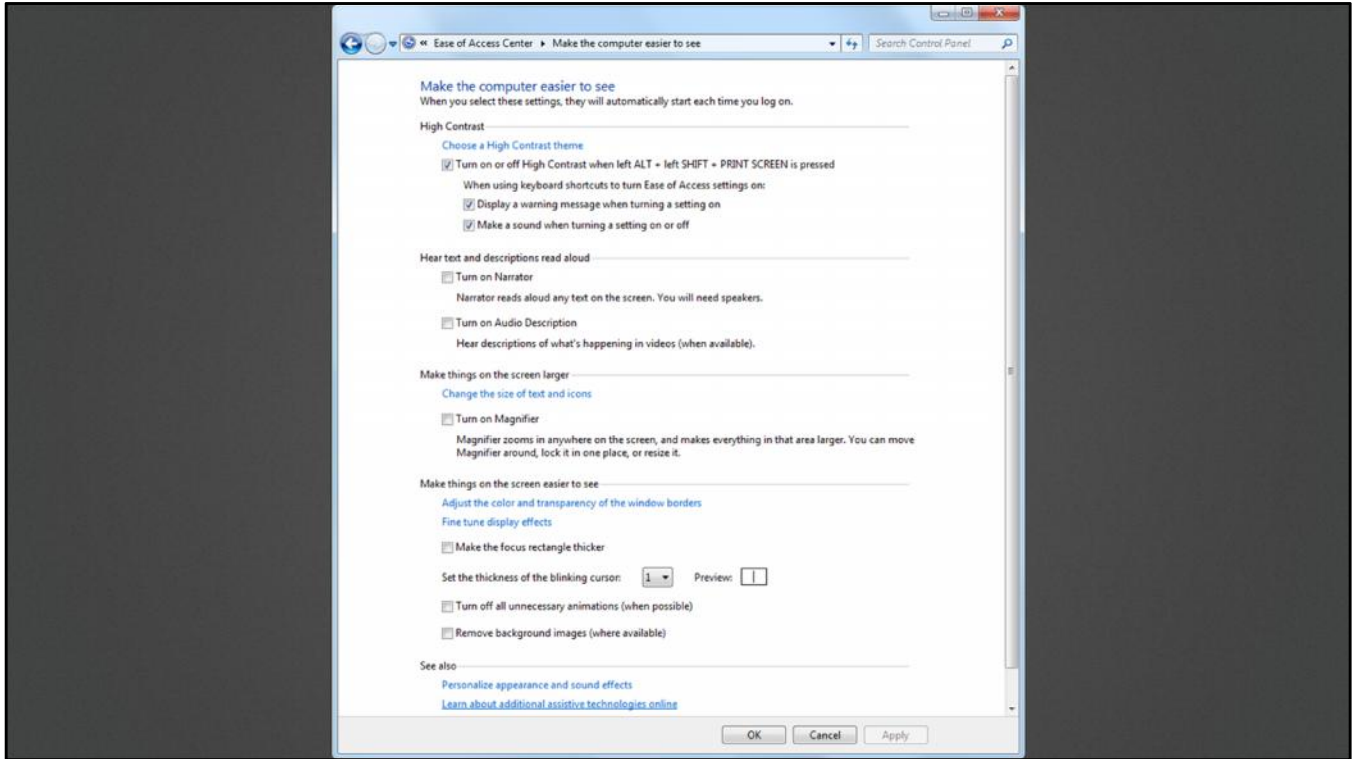 « Ease of Access Center ▸ Make the computer easier to see
Search Control Panel
Make the computer easier to see
When you select these settings, they will automatically start each time you log on.
High Contrast
Choose a High Contrast theme
Turn on or off High Contrast when left ALT + left SHIFT + PRINT SCREEN is pressed
When using keyboard shortcuts to turn Ease of Access settings on:
Display a warning message when turning a setting on
Make a sound when turning a setting on or off
Hear text and descriptions read aloud
Turn on Narrator
Narrator reads aloud any text on the screen. You will need speakers.
Turn on Audio Description
Hear descriptions of what's happening in videos (when available).
Make things on the screen larger
Change the size of text and icons
Turn on Magnifier
Magnifier zooms in anywhere on the screen, and makes everything in that area larger. You can move
Magnifier around, lock it in one place, or resize it.
Make things on the screen easier to see
Adjust the color and transparency of the window borders
Fine tune display effects
Make the focus rectangle thicker
Set the thickness of the blinking cursor: 1 Preview:
Turn off all unnecessary animations (when possible)
Remove background images (where available)
See also
Personalize appearance and sound effects
Learn about additional assistive technologies online
OK Cancel Apply